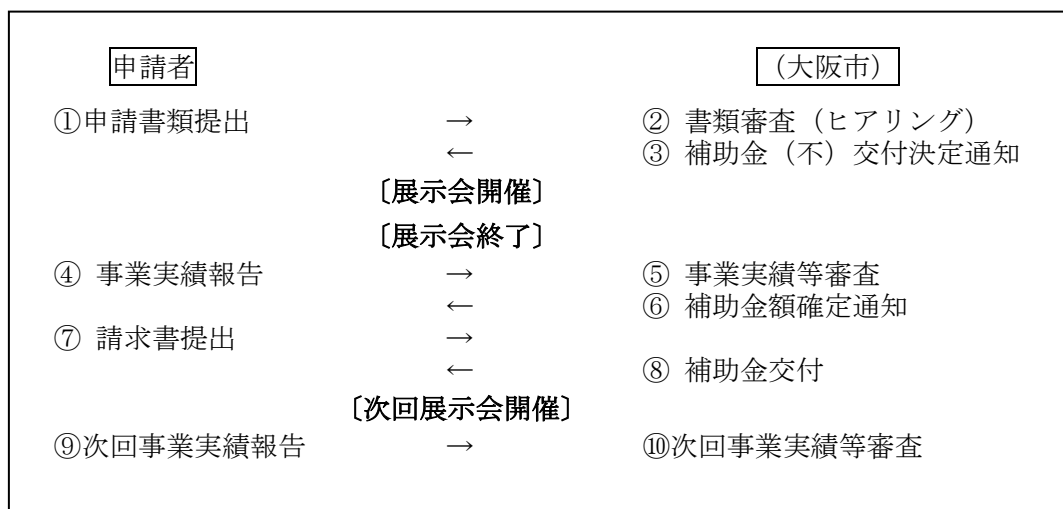 申請者 （大阪市）
①申請書類提出 → ② 書類審査（ヒアリング）
← ③ 補助金（不）交付決定通知
〔展示会開催〕
〔展示会終了〕
④ 事業実績報告 → ⑤ 事業実績等審査
← ⑥ 補助金額確定通知
⑦ 請求書提出 →
← ⑧ 補助金交付
〔次回展示会開催〕
⑨次回事業実績報告 → ⑩次回事業実績等審査